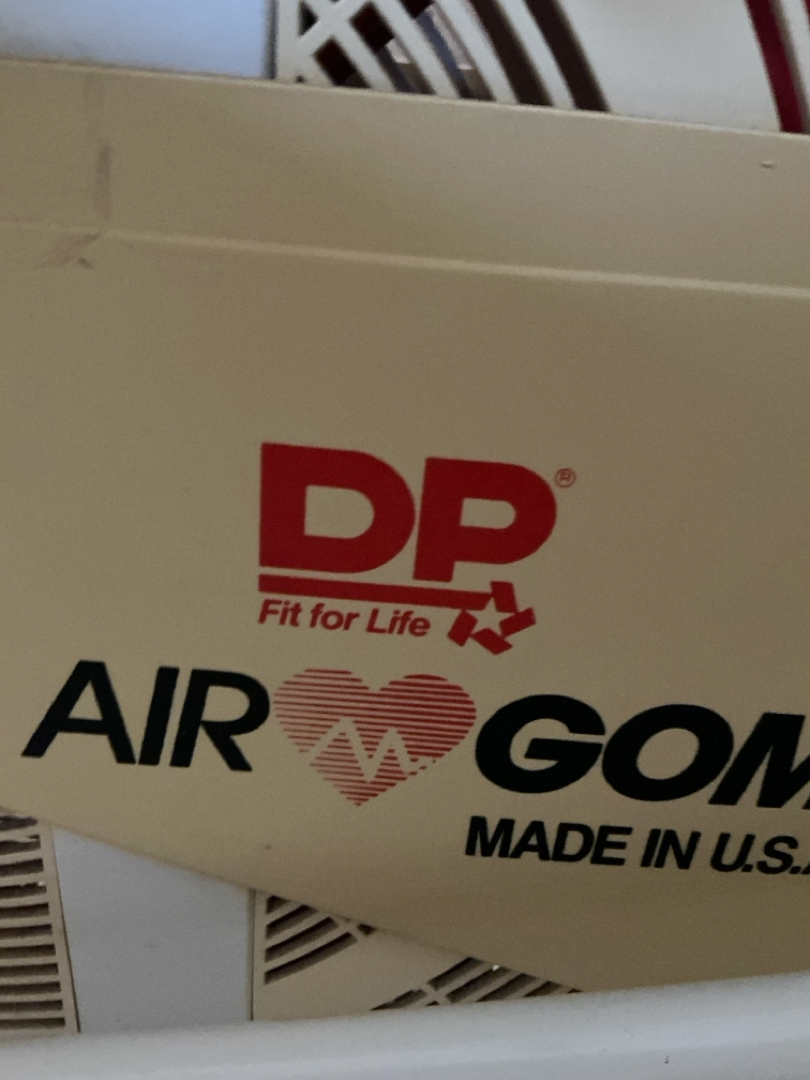 DP®
Fit for Life
AIR GOM
MADE IN U.S.